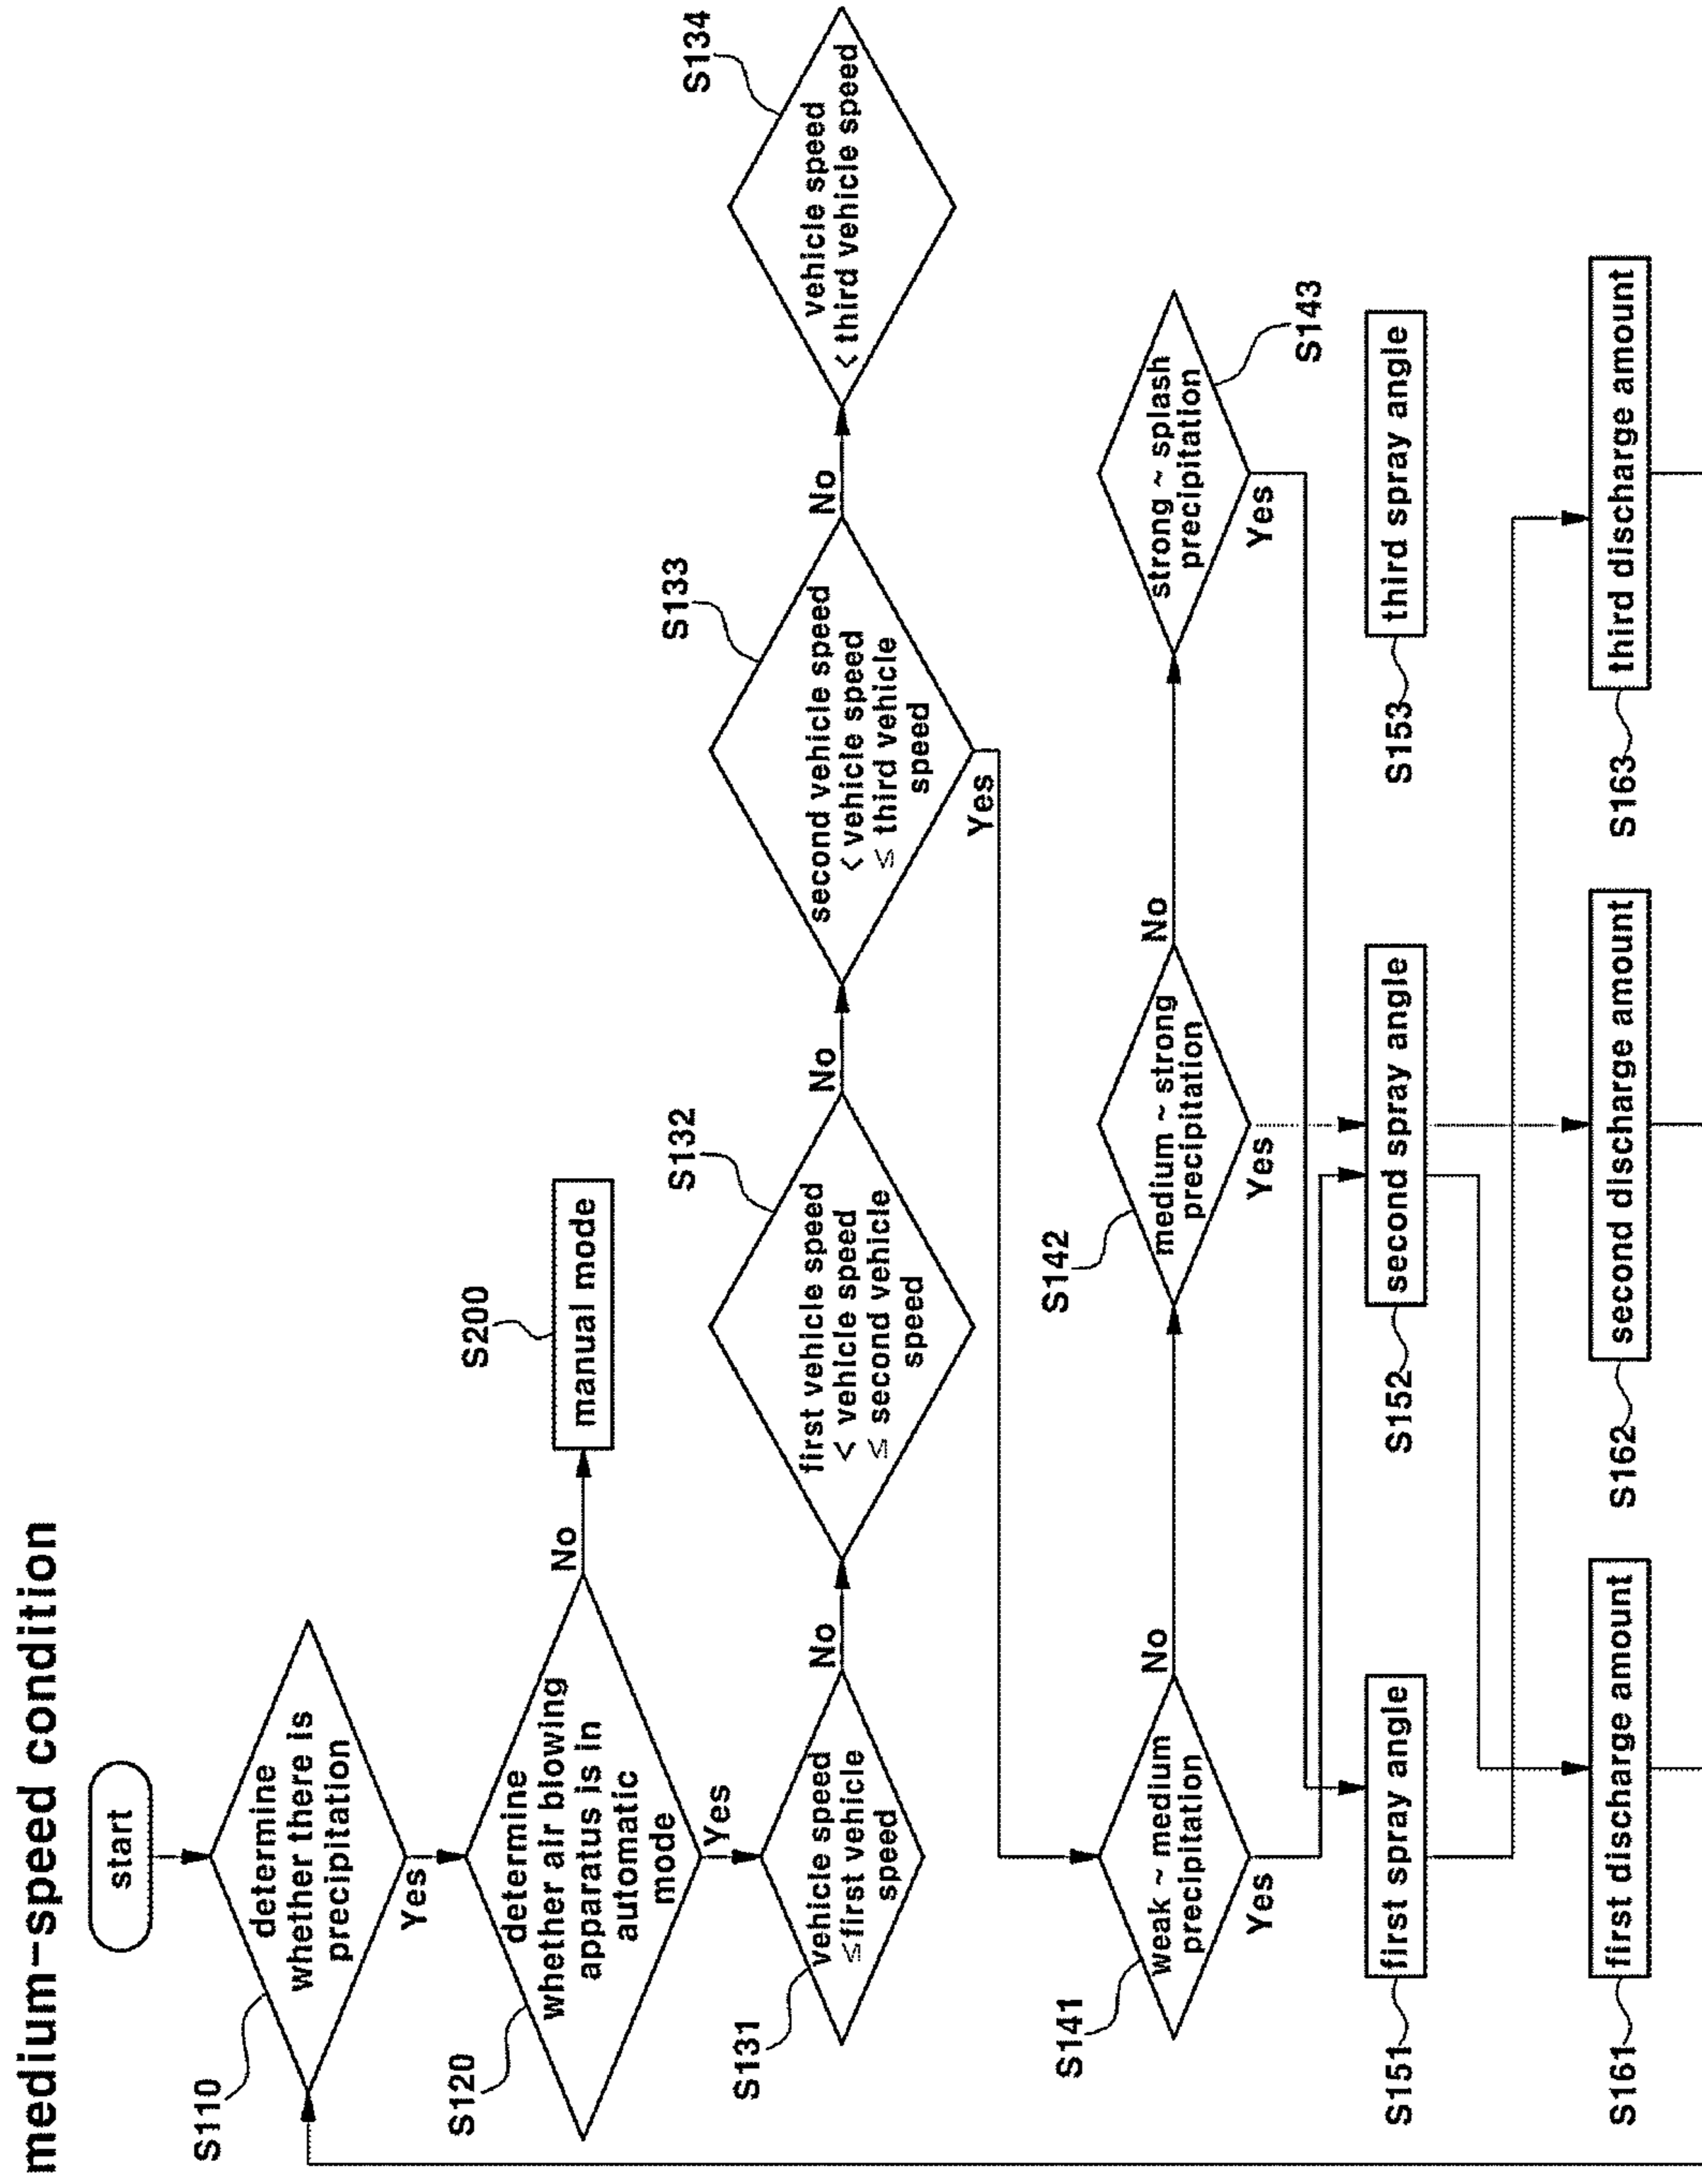 medium-speed condition
start
S110
determine
whether there is
precipitation
Yes
S120
determine
whether air blowing
apparatus is in
automatic
mode
No
S200
manual mode
Yes
S131
vehicle speed
≤first vehicle
speed
No
S132
first vehicle speed
< vehicle speed
≤ second vehicle
speed
No
S133
second vehicle speed
< vehicle speed
≤ third vehicle
speed
No
S134
vehicle speed
< third vehicle speed
Yes
S141
weak ~ medium
precipitation
No
S142
medium ~ strong
precipitation
No
strong ~ splash
precipitation
S143
Yes
Yes
Yes
S151
first spray angle
S152
second spray angle
S153
third spray angle
S161
first discharge amount
S162
second discharge amount
S163
third discharge amount